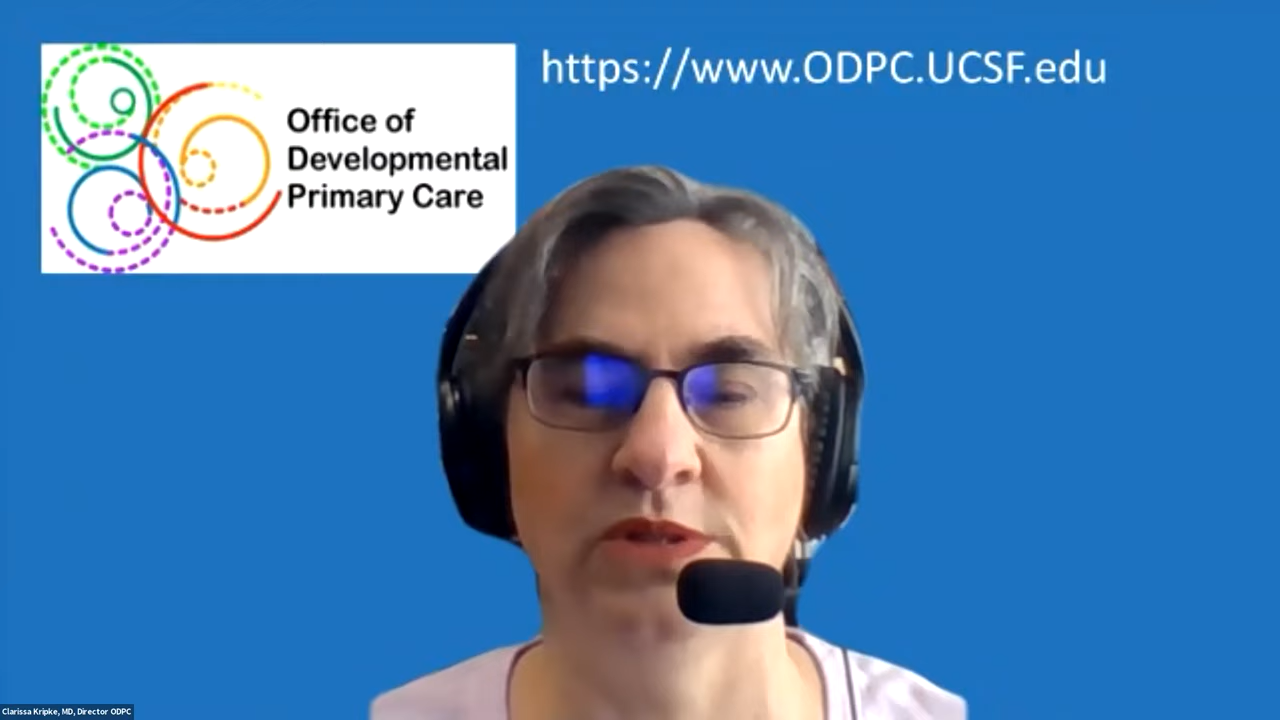 https://www.ODPC.UCSF.edu
Office of
Developmental
Primary Care
Clarissa Kripke, MD, Director ODPC